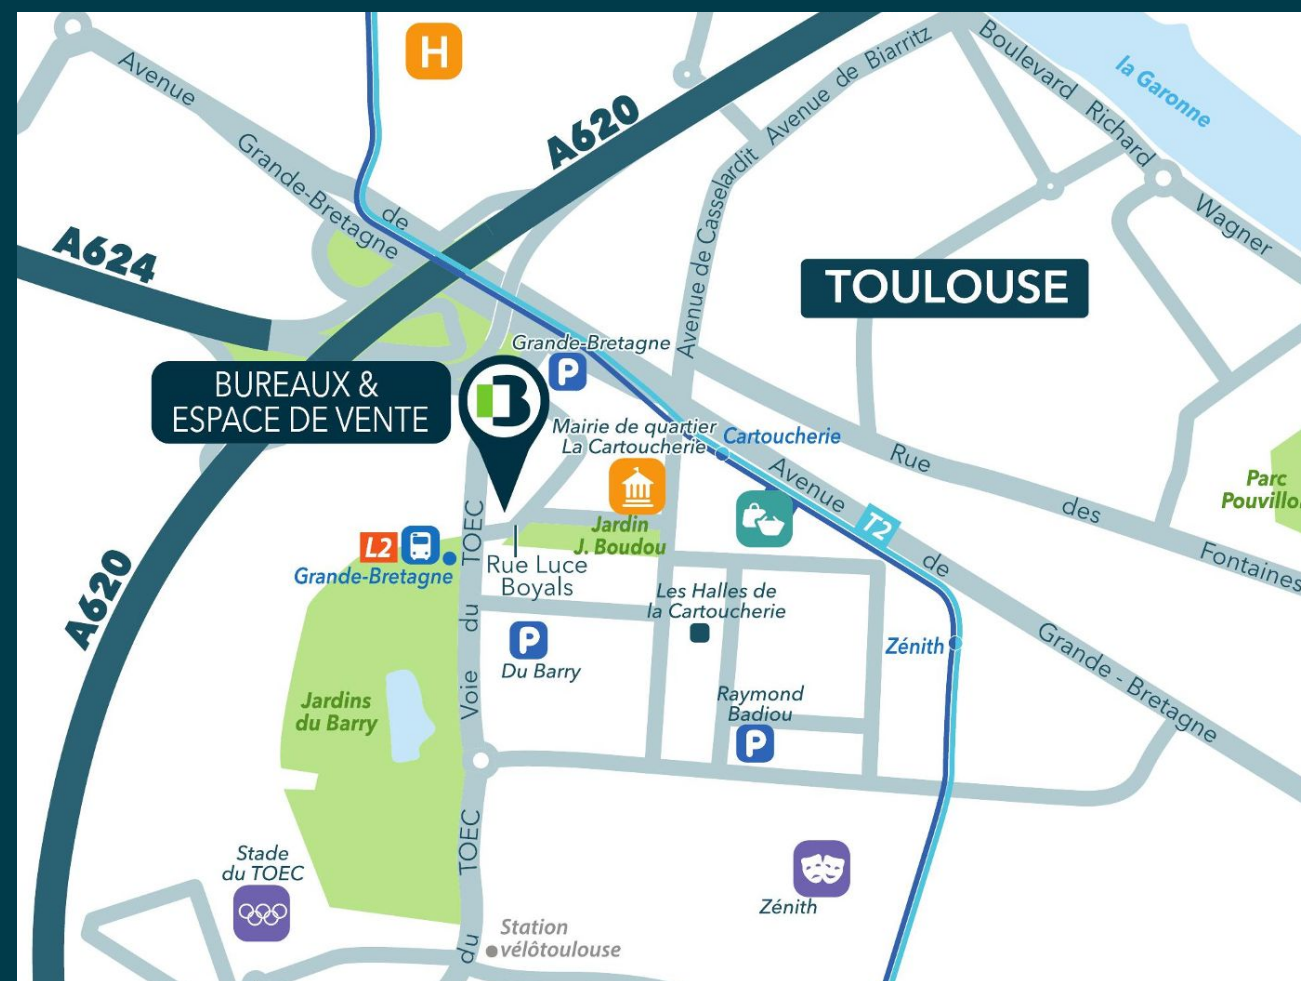 H
A620
Avenue de Biarritz
Boulevard Richard Wagner
la Garonne
Avenue de
Grande-Bretagne
A624
Avenue de Casselardit
TOULOUSE
BUREAUX &
ESPACE DE VENTE
B
Grande-Bretagne
P
Mairie de quartier
La Cartoucherie
Cartoucherie
Rue des Fontaines
Parc
Pouvillo
Avenue de Grande - Bretagne
T2
Jardin
J. Boudou
L2
Grande-Bretagne
Rue Luce
Boyals
A620
Voie du TOEC
Les Halles de
la Cartoucherie
P
Du Barry
Zénith
Jardins
du Barry
Raymond
Badiou
P
du TOEC
Stade
du TOEC
Zénith
Station
vélôtoulouse